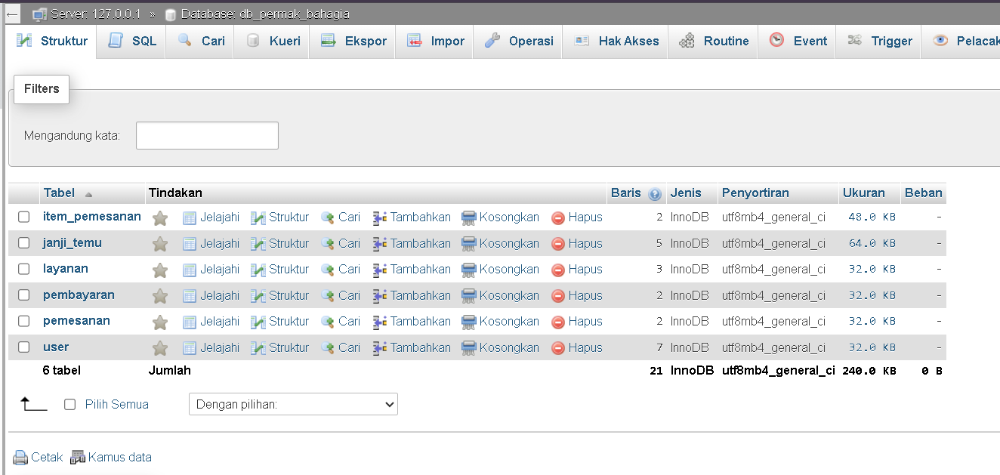 ← Server: 127.0.0.1 » Database: db_permak_bahagia
Struktur SQL Cari Kueri Ekspor Impor Operasi Hak Akses Routine Event Trigger Pelacak
Filters
Mengandung kata:
Tabel Tindakan Baris Jenis Penyortiran Ukuran Beban
item_pemesanan Jelajahi Struktur Cari Tambahkan Kosongkan Hapus 2 InnoDB utf8mb4_general_ci 48.0 KB -
janji_temu Jelajahi Struktur Cari Tambahkan Kosongkan Hapus 5 InnoDB utf8mb4_general_ci 64.0 KB -
layanan Jelajahi Struktur Cari Tambahkan Kosongkan Hapus 3 InnoDB utf8mb4_general_ci 32.0 KB -
pembayaran Jelajahi Struktur Cari Tambahkan Kosongkan Hapus 2 InnoDB utf8mb4_general_ci 32.0 KB -
pemesanan Jelajahi Struktur Cari Tambahkan Kosongkan Hapus 2 InnoDB utf8mb4_general_ci 32.0 KB -
user Jelajahi Struktur Cari Tambahkan Kosongkan Hapus 7 InnoDB utf8mb4_general_ci 32.0 KB -
6 tabel Jumlah 21 InnoDB utf8mb4_general_ci 240.0 KB 0 B
Pilih Semua Dengan pilihan:
Cetak Kamus data